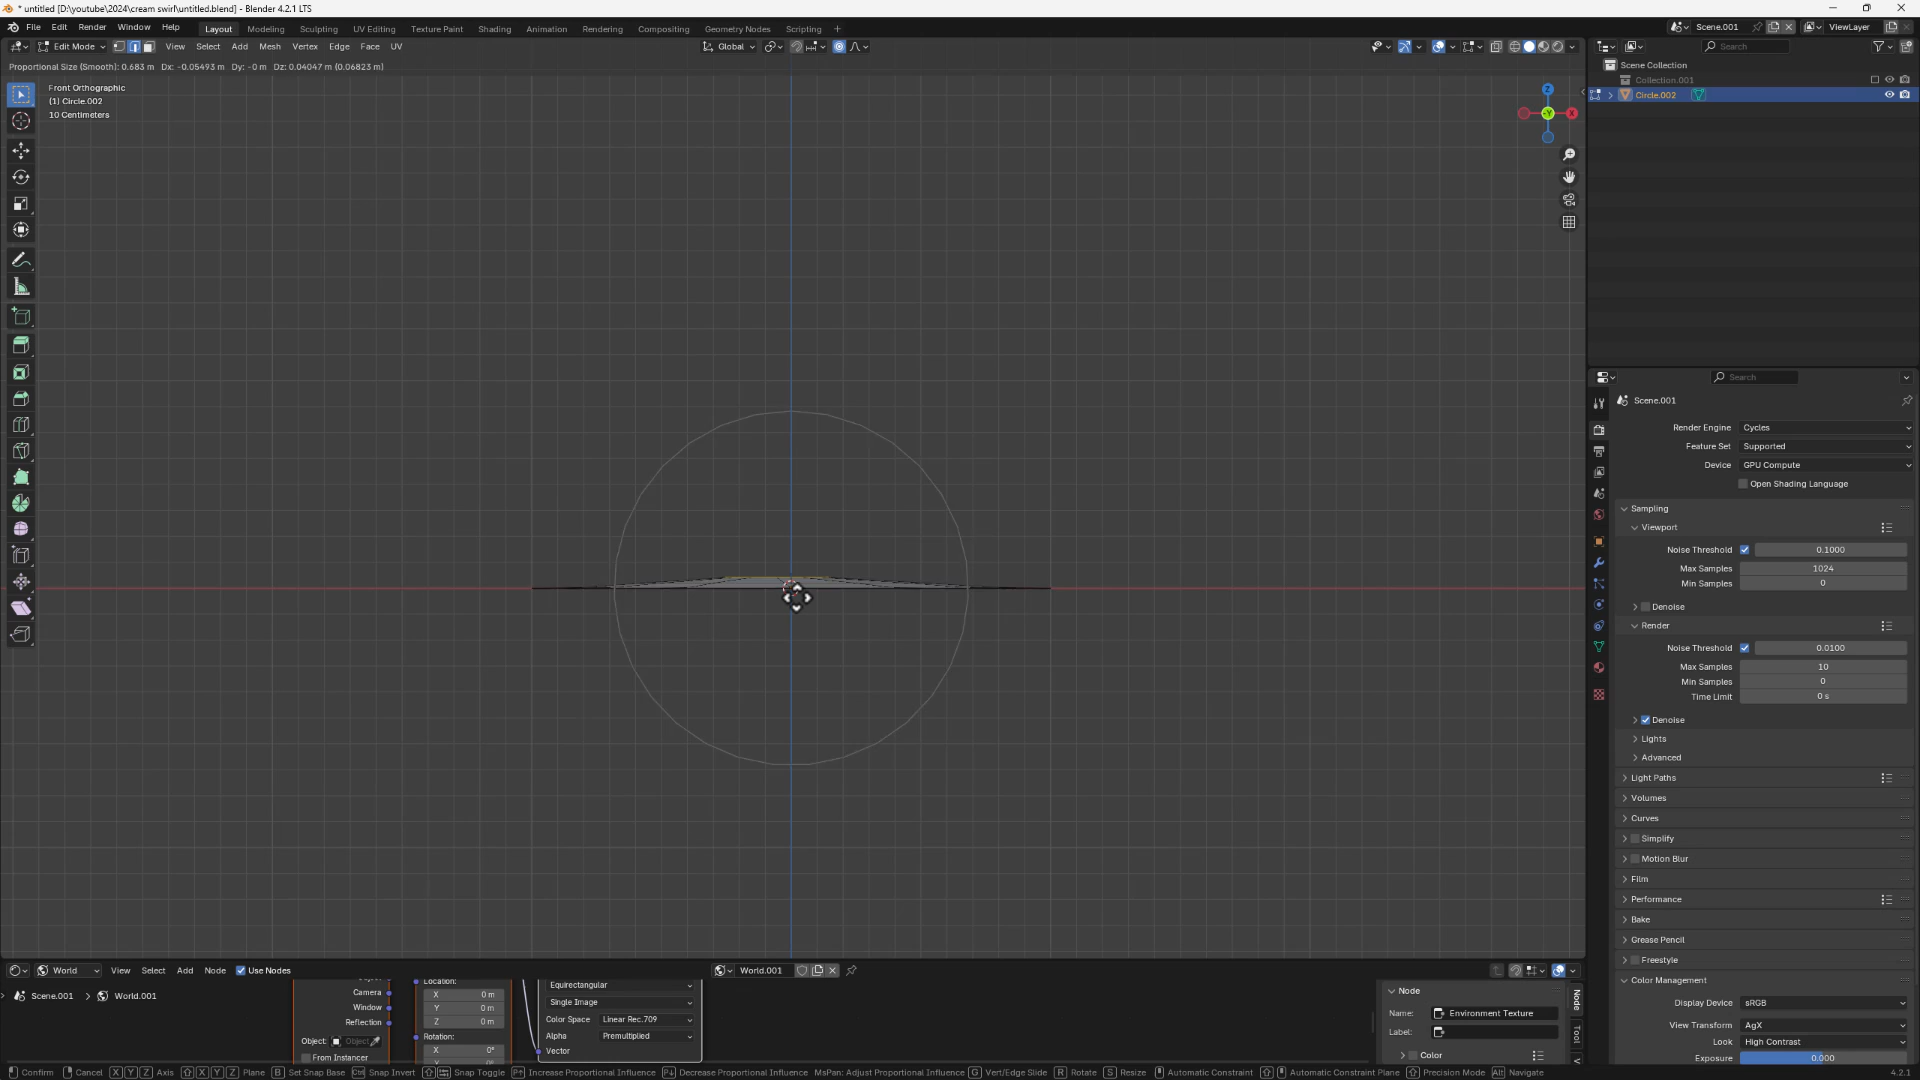 * untitled [D:\youtube\2024\cream swirl\untitled.blend] - Blender 4.2.1 LTS
File Edit Render Window Help Layout Modeling Sculpting UV Editing Texture Paint Shading Animation Rendering Compositing Geometry Nodes Scripting + Scene.001 ViewLayer
Edit Mode View Select Add Mesh Vertex Edge Face UV Global Search
Proportional Size (Smooth): 0.683 m Dx: -0.05493 m Dy: -0 m Dz: 0.04047 m (0.06823 m)
Scene Collection
Collection.001
Circle.002
Front Orthographic
(1) Circle.002
10 Centimeters
Z
-Y
X
Search
Scene.001
Render Engine Cycles
Feature Set Supported
Device GPU Compute
Open Shading Language
Sampling
Viewport
Noise Threshold 0.1000
Max Samples 1024
Min Samples 0
Denoise
Render
Noise Threshold 0.0100
Max Samples 10
Min Samples 0
Time Limit 0 s
Denoise
Lights
Advanced
Light Paths
Volumes
Curves
Simplify
Motion Blur
Film
Performance
Bake
Grease Pencil
Freestyle
Color Management
Display Device sRGB
View Transform AgX
Look High Contrast
Exposure 0.000
World View Select Add Node Use Nodes World.001
Scene.001 > World.001
Camera
Window
Reflection
Object: Object
From Instancer
Location:
X 0 m
Y 0 m
Z 0 m
Rotation:
X 0°
Equirectangular
Single Image
Color Space Linear Rec.709
Alpha Premultiplied
Vector
Node
Name: Environment Texture
Label:
Color
Node
Tool
Confirm Cancel X Y Z Axis X Y Z Plane B Set Snap Base Ctrl Snap Invert Snap Toggle Increase Proportional Influence Decrease Proportional Influence MsPan: Adjust Proportional Influence G Vert/Edge Slide R Rotate S Resize Automatic Constraint Automatic Constraint Plane Precision Mode Alt Navigate 4.2.1